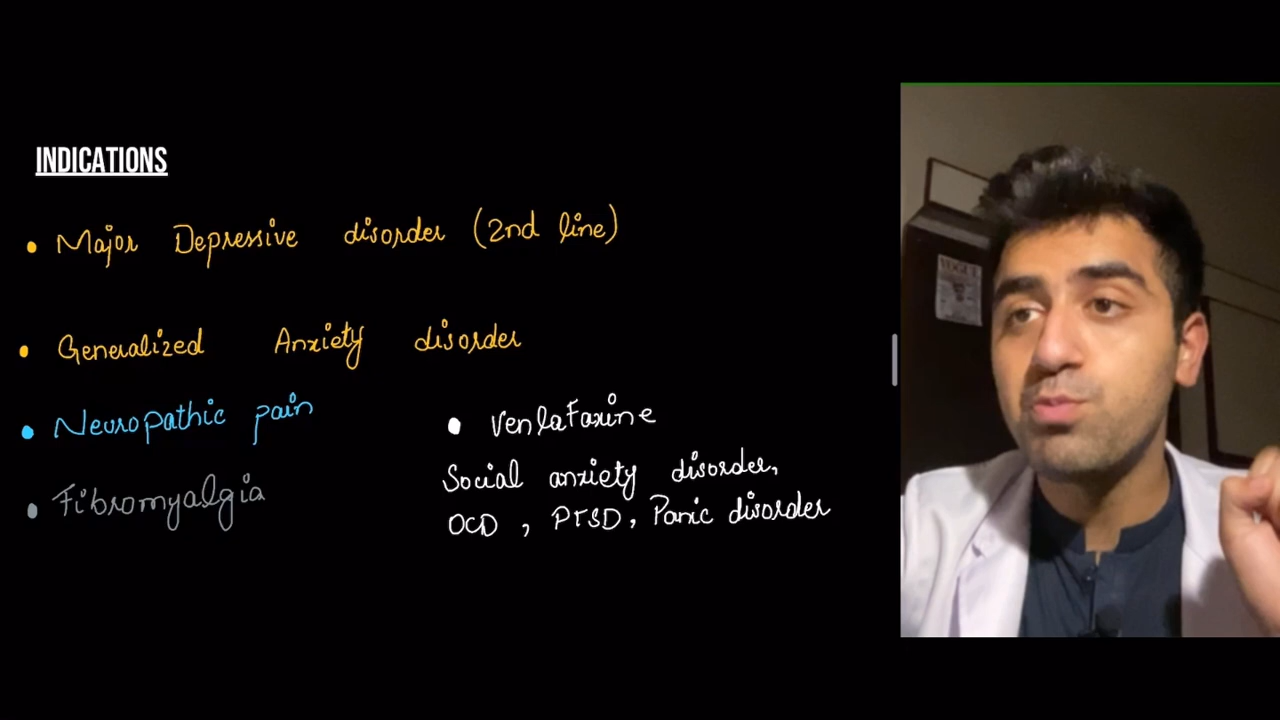 INDICATIONS
• Major Depressive disorder (2nd line)
• Generalized Anxiety disorder
• Neuropathic pain
• Fibromyalgia
• Venlafaxine
Social anxiety disorder,
OCD, PTSD, Panic disorder
VOGUE